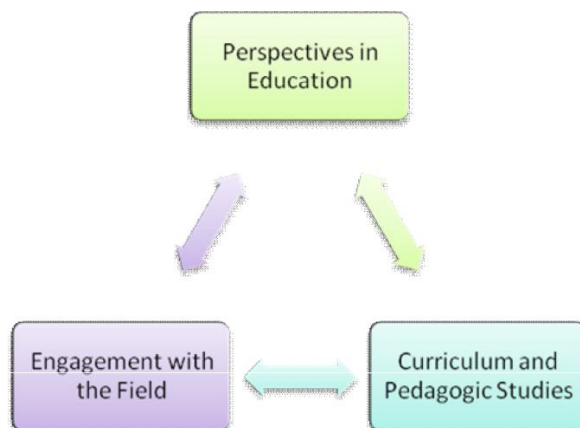 Perspectives in
Education
Engagement with
the Field
Curriculum and
Pedagogic Studies